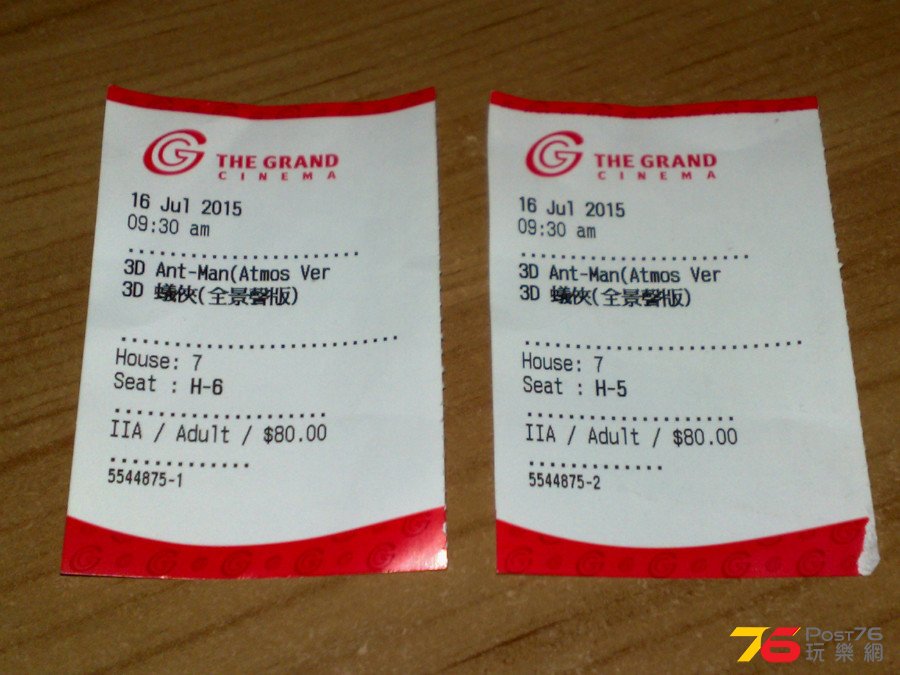 THE GRAND
CINEMA
16 Jul 2015
09:30 am
3D Ant-Man(Atmos Ver
3D 蟻俠(全景聲版)
House: 7
Seat : H-6
IIA / Adult / $80.00
5544875-1
THE GRAND
CINEMA
16 Jul 2015
09:30 am
3D Ant-Man(Atmos Ver
3D 蟻俠(全景聲版)
House: 7
Seat : H-5
IIA / Adult / $80.00
5544875-2
76 POST76
玩樂網